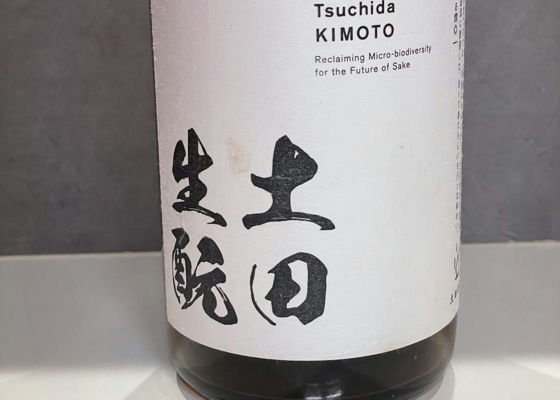 Tsuchida
KIMOTO
Reclaiming Micro-biodiversity
for the Future of Sake
土田
生酛